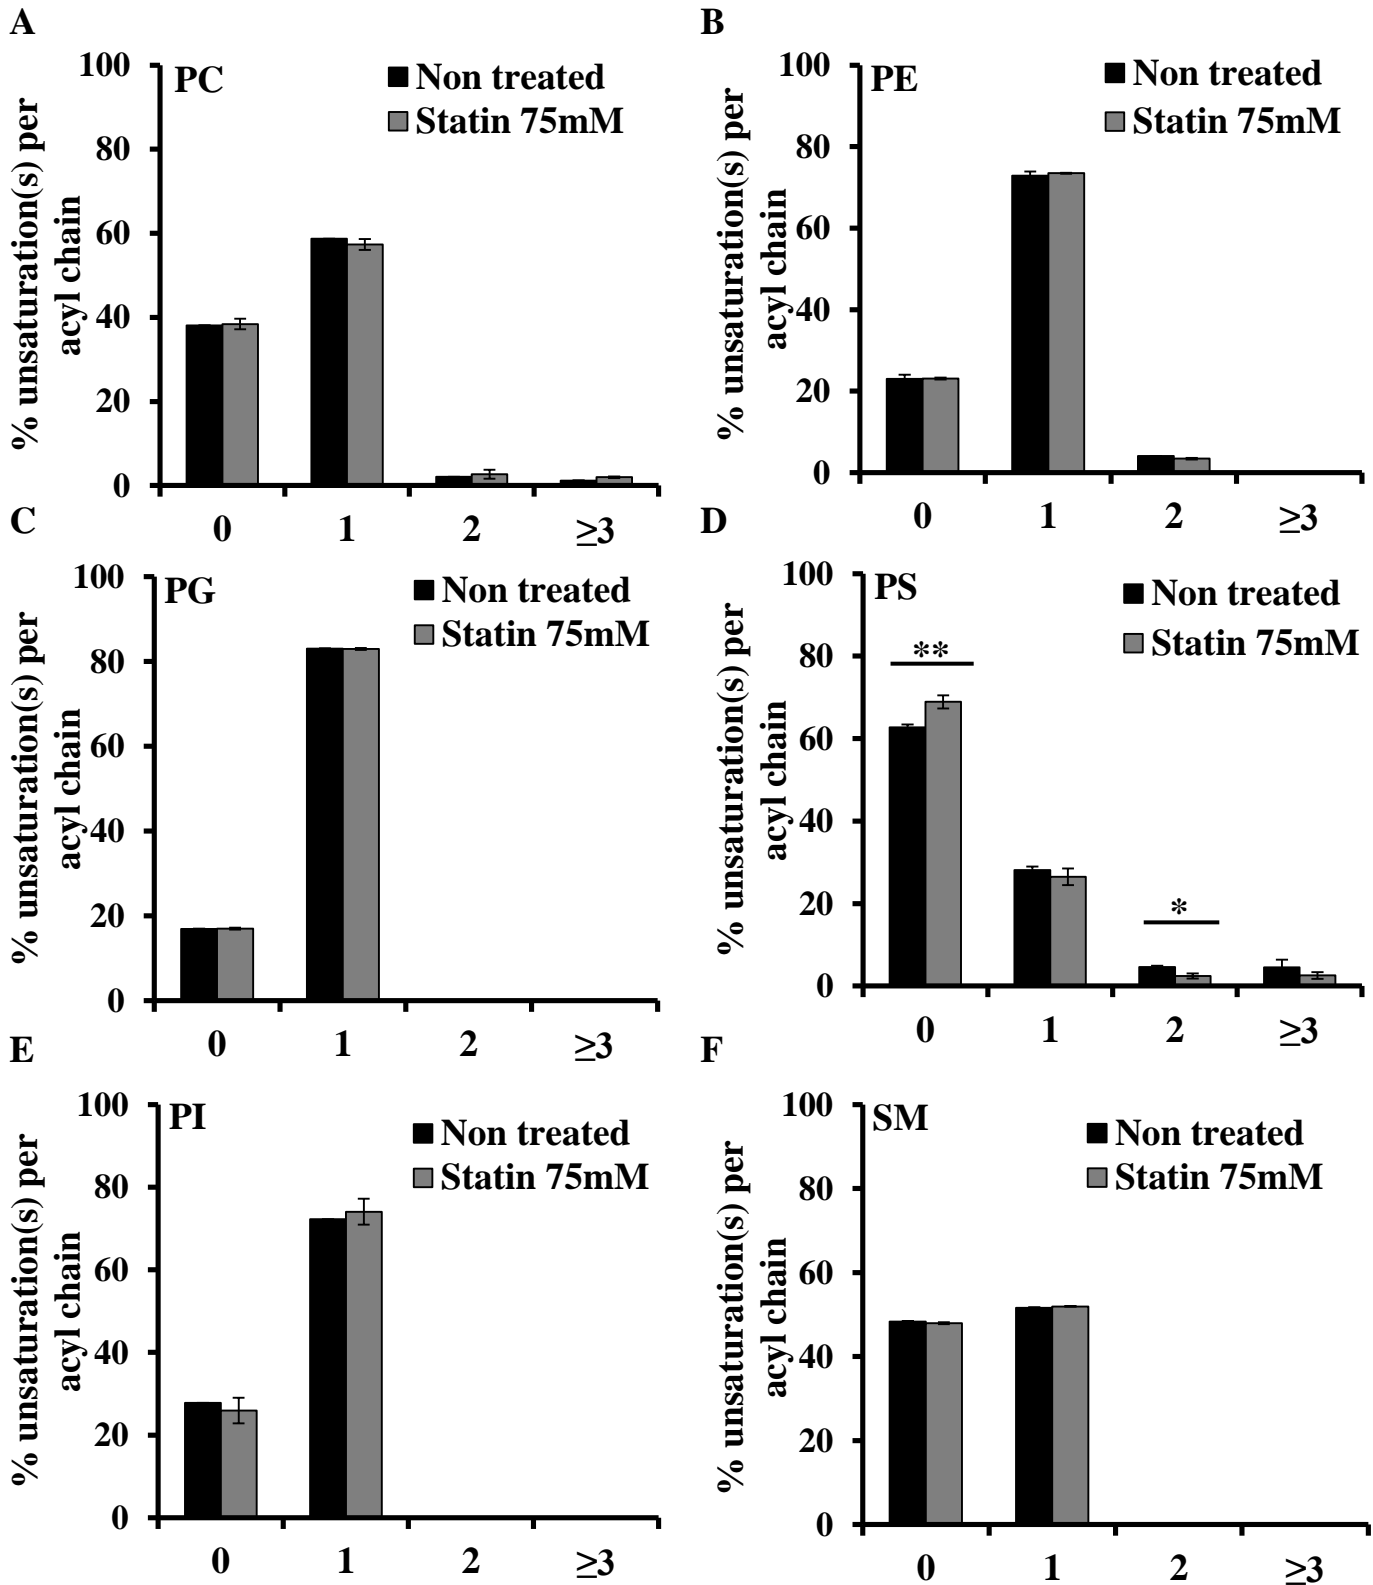 A
% unsaturation(s) per
acyl chain
100
80
60
40
20
0
PC
Non treated
Statin 75mM
0 1 2 ≥3
B
% unsaturation(s) per
acyl chain
100
80
60
40
20
0
PE
Non treated
Statin 75mM
0 1 2 ≥3
C
% unsaturation(s) per
acyl chain
100
80
60
40
20
0
PG
Non treated
Statin 75mM
0 1 2 ≥3
D
% unsaturation(s) per
acyl chain
100
80
60
40
20
0
PS
Non treated
Statin 75mM
**
*
0 1 2 ≥3
E
% unsaturation(s) per
acyl chain
100
80
60
40
20
0
PI
Non treated
Statin 75mM
0 1 2 ≥3
F
% unsaturation(s) per
acyl chain
100
80
60
40
20
0
SM
Non treated
Statin 75mM
0 1 2 ≥3